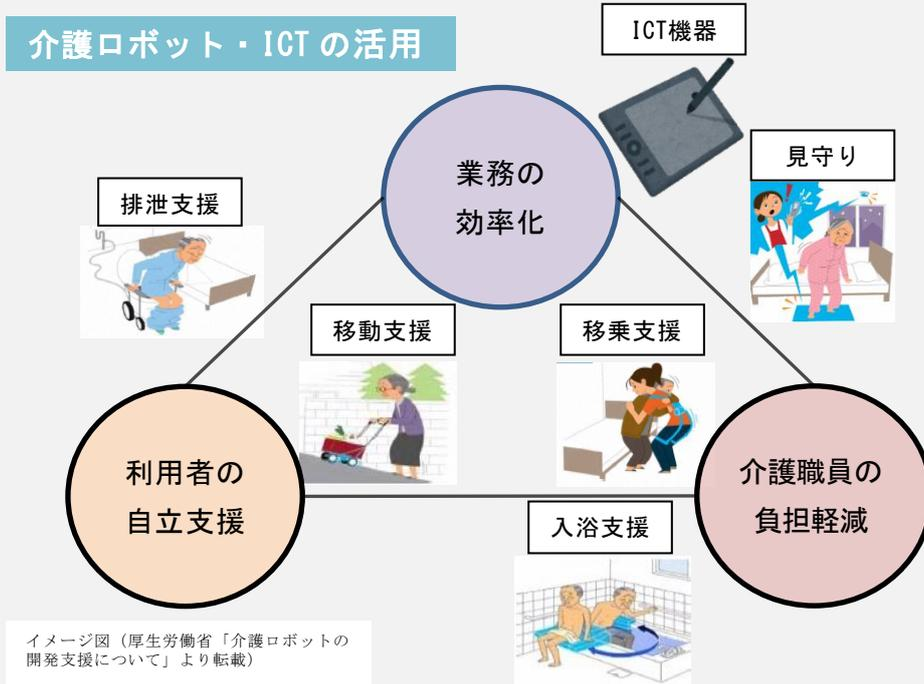 介護ロボット・ICTの活用
ICT機器
業務の
効率化
見守り
排泄支援
移動支援
移乗支援
利用者の
自立支援
介護職員の
負担軽減
入浴支援
イメージ図（厚生労働省「介護ロボットの
開発支援について」より転載）